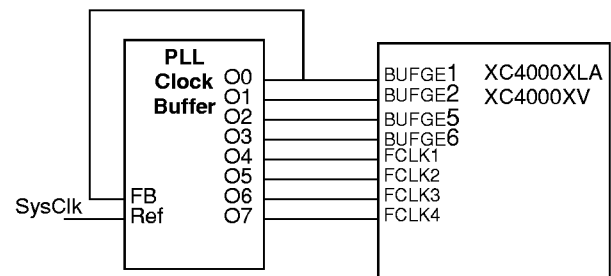 PLL
Clock
Buffer
O0
O1
O2
O3
O4
O5
O6
O7
FB
Ref
SysClk
BUFGE1
BUFGE2
BUFGE5
BUFGE6
FCLK1
FCLK2
FCLK3
FCLK4
XC4000XLA
XC4000XV